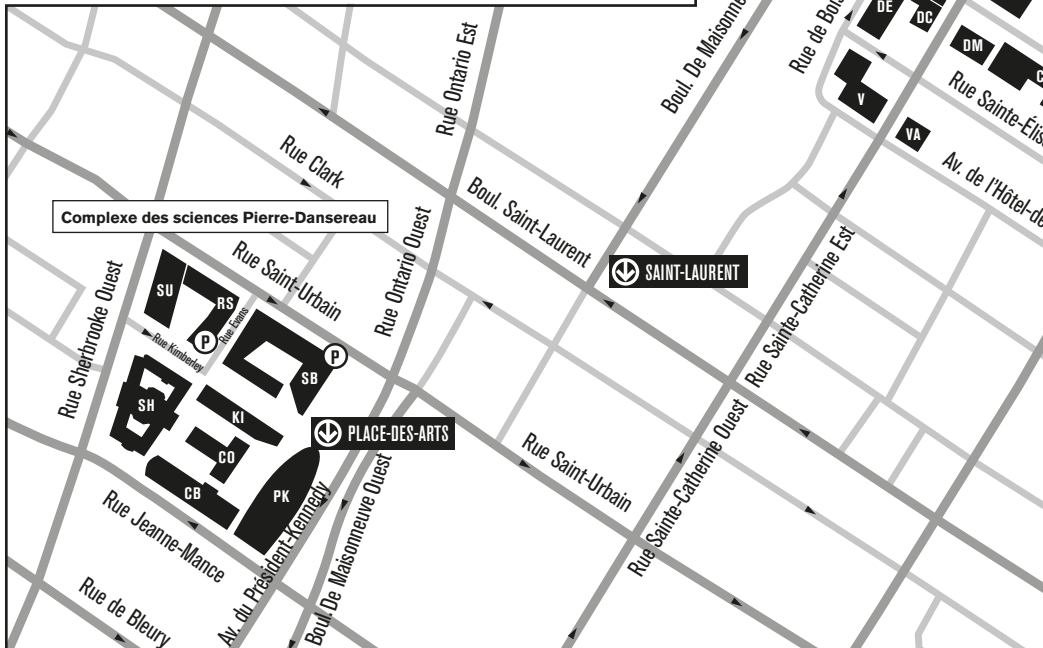 DE
DC
DM
V
VA
Boul. De Maisonne
Rue de Bois
Rue Sainte-Élis
Av. de l'Hôtel-de
Rue Ontario Est
Rue Clark
Boul. Saint-Laurent
Complexe des sciences Pierre-Dansereau
Rue Saint-Urbain
Rue Ontario Ouest
SAINT-LAURENT
Rue Sainte-Catherine Est
Rue Sherbrooke Ouest
SU
RS
Rue Evans
P
Rue Kimberley
P
SB
SH
KI
PLACE-DES-ARTS
CO
CB
PK
Rue Saint-Urbain
Rue Sainte-Catherine Ouest
Rue Jeanne-Mance
Av. du Président-Kennedy
Boul. De Maisonneuve Ouest
Rue de Bleury